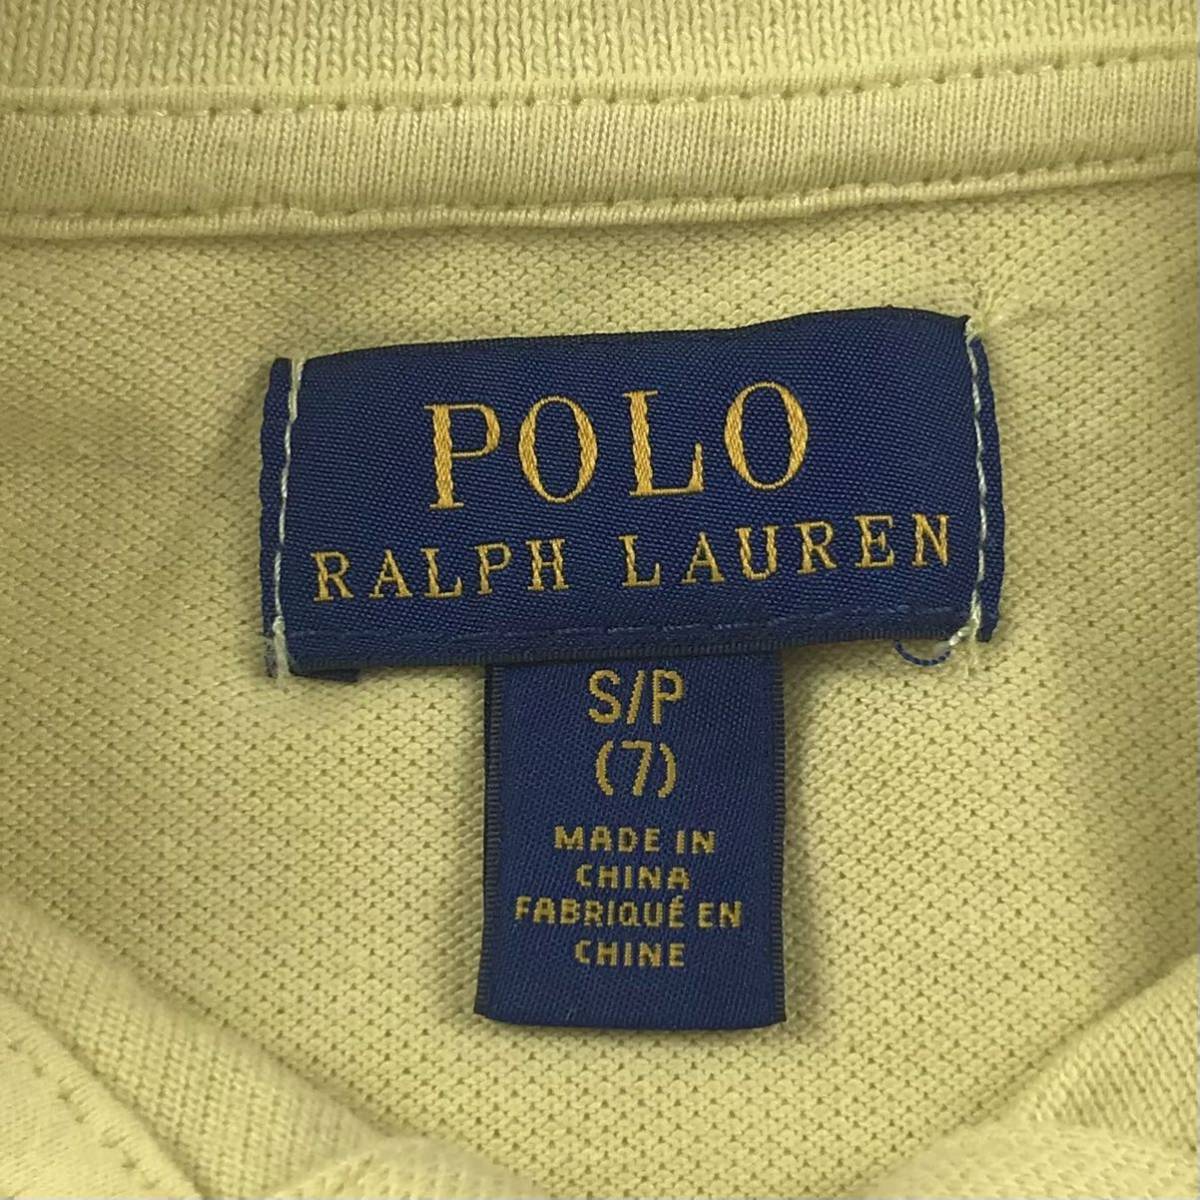 POLO
RALPH LAUREN
S/P
(7)
MADE IN
CHINA
FABRIQUÉ EN
CHINE